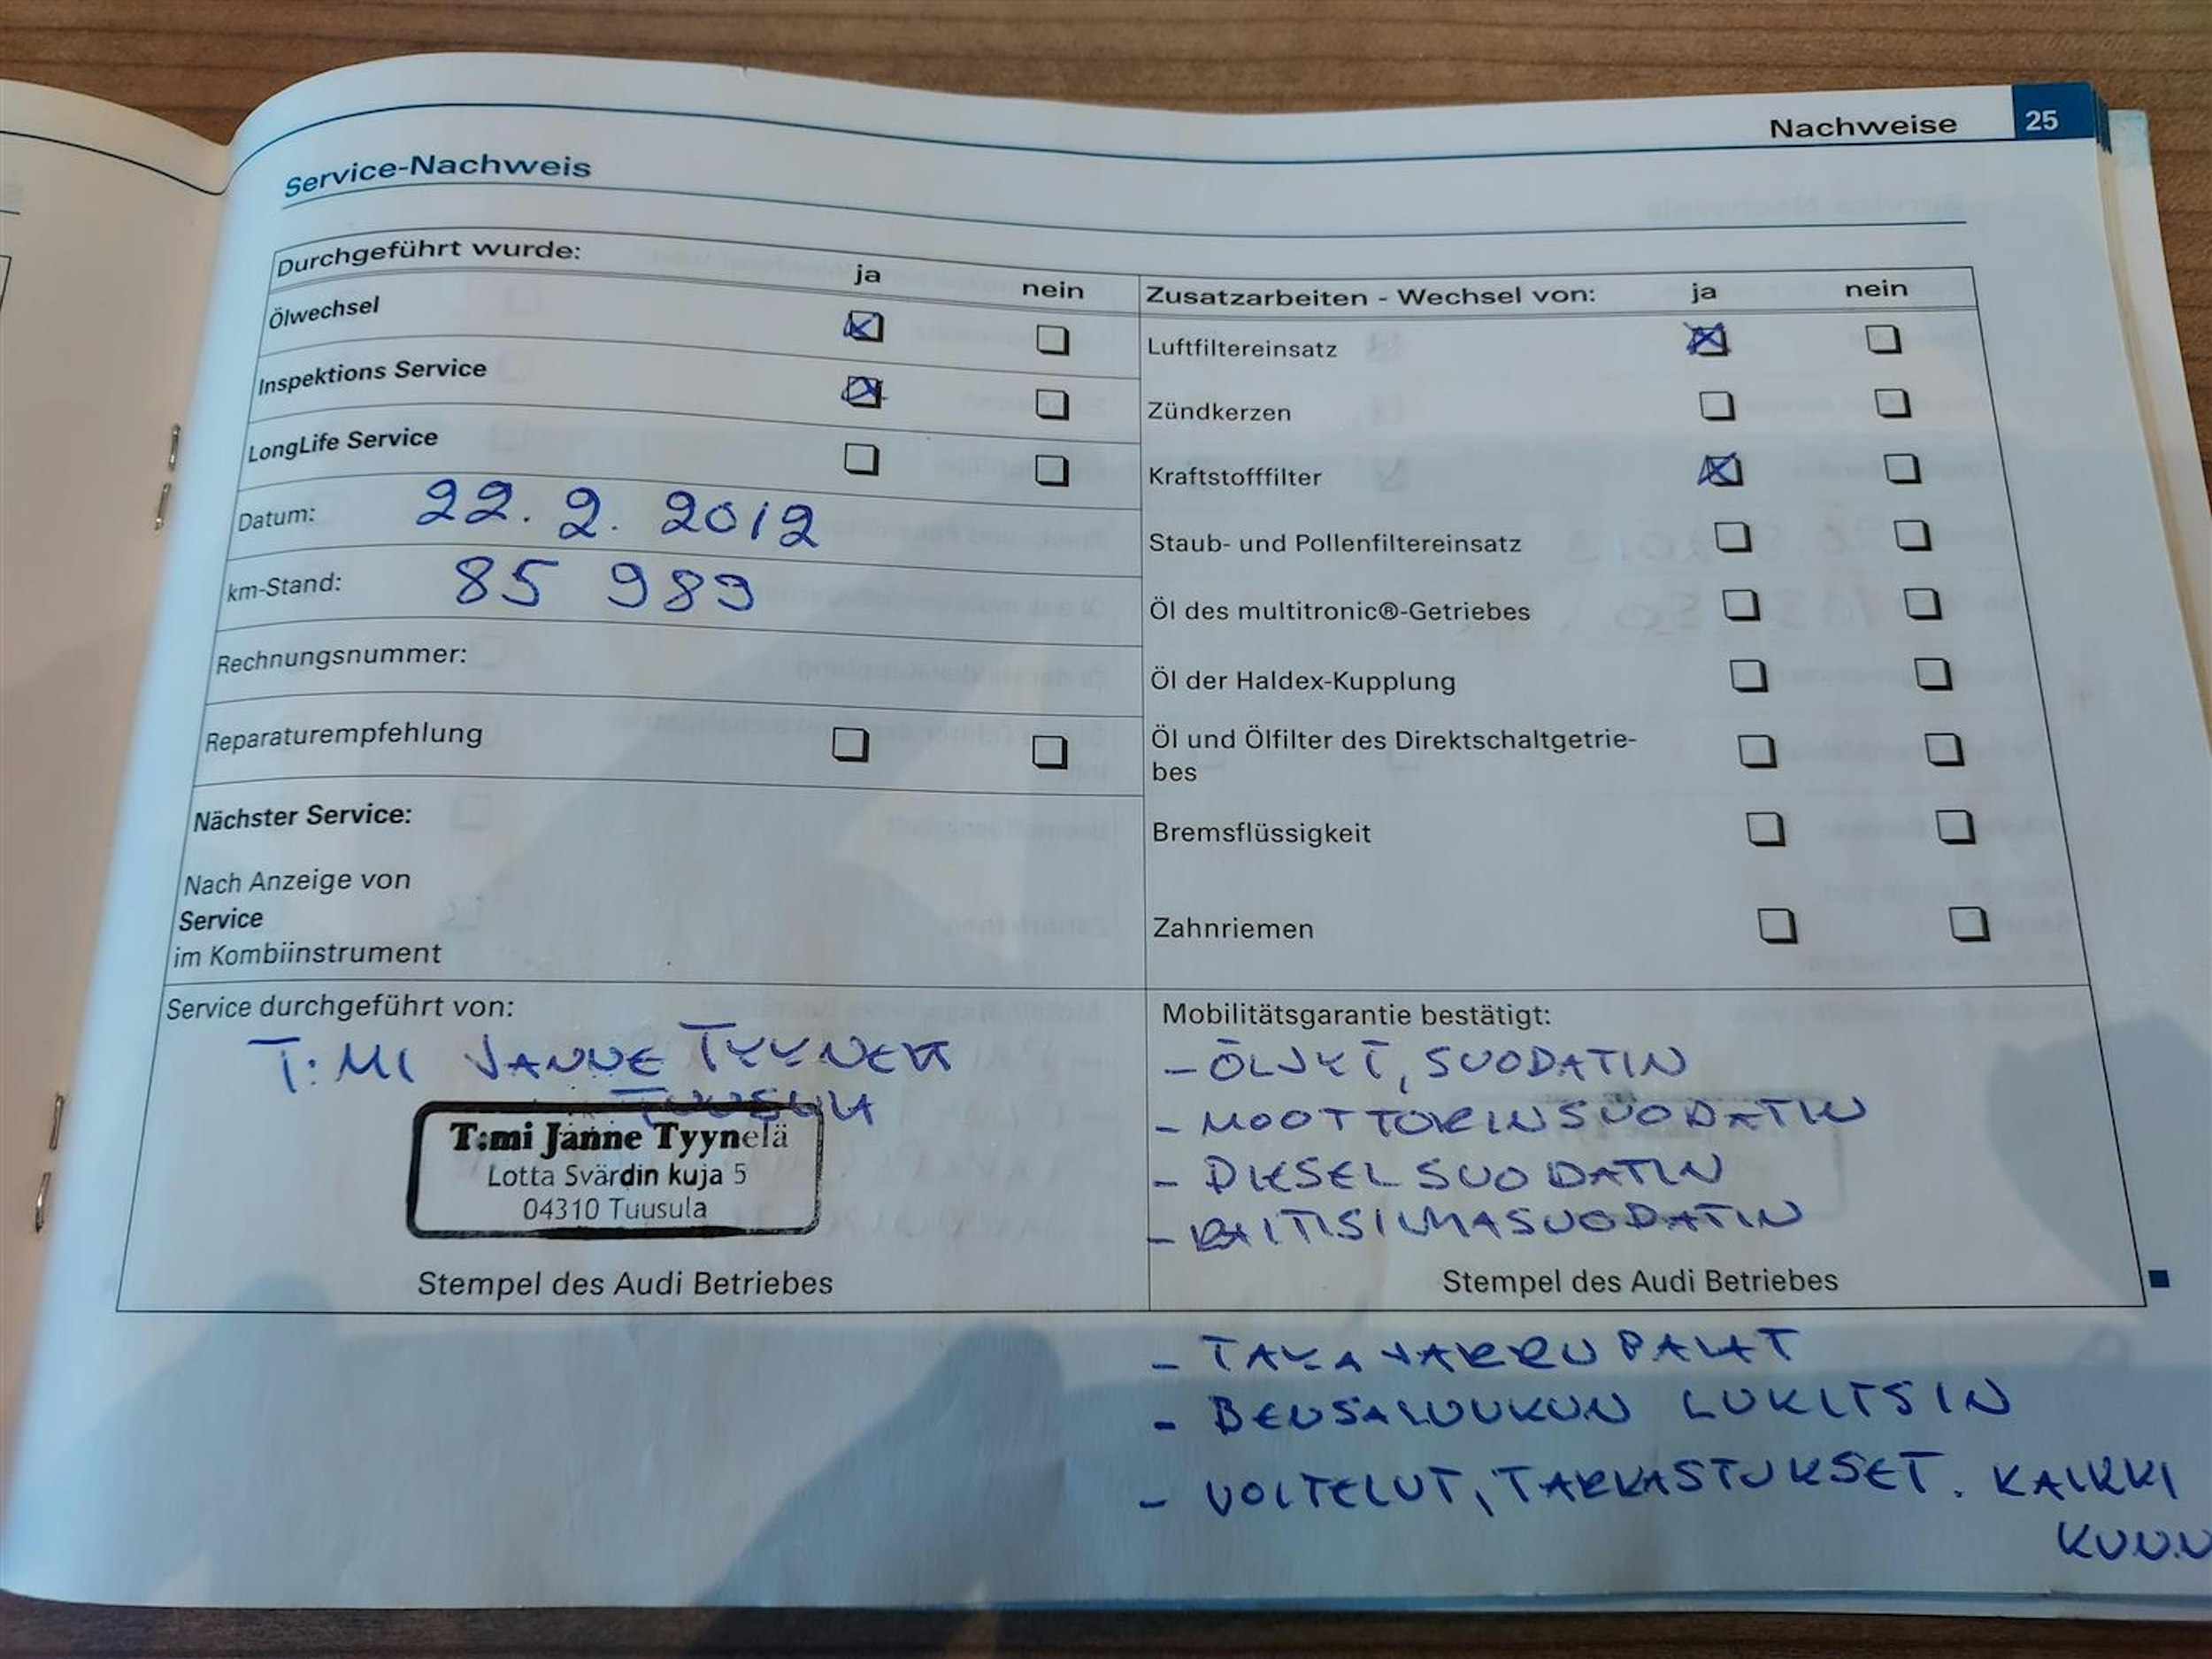 Nachweise 25
Service-Nachweis
Durchgeführt wurde: ja nein
Ölwechsel
Inspektions Service
LongLife Service
Datum: 22. 2. 2012
km-Stand: 85 989
Rechnungsnummer:
Reparaturempfehlung
Nächster Service:
Nach Anzeige von
Service
im Kombiinstrument
Zusatzarbeiten - Wechsel von: ja nein
Luftfiltereinsatz
Zündkerzen
Kraftstofffilter
Staub- und Pollenfiltereinsatz
Öl des multitronic®-Getriebes
Öl der Haldex-Kupplung
Öl und Ölfilter des Direktschaltgetrie-
bes
Bremsflüssigkeit
Zahnriemen
Service durchgeführt von:
T:MI JANNE TYYNELÄ
TUUSULA
T:mi Janne Tyynelä
Lotta Svärdin kuja 5
04310 Tuusula
Stempel des Audi Betriebes
Mobilitätsgarantie bestätigt:
- ÖLJYT, SUODATIN
- MOOTTORINSUODATIN
- DIESELSUODATIN
- RAITISILMASUODATIN
Stempel des Audi Betriebes
- TAKAJARRUPALAT
- BENSALUUKUN LUKITSIN
- VOITELUT, TARKASTUKSET. KAIKKI